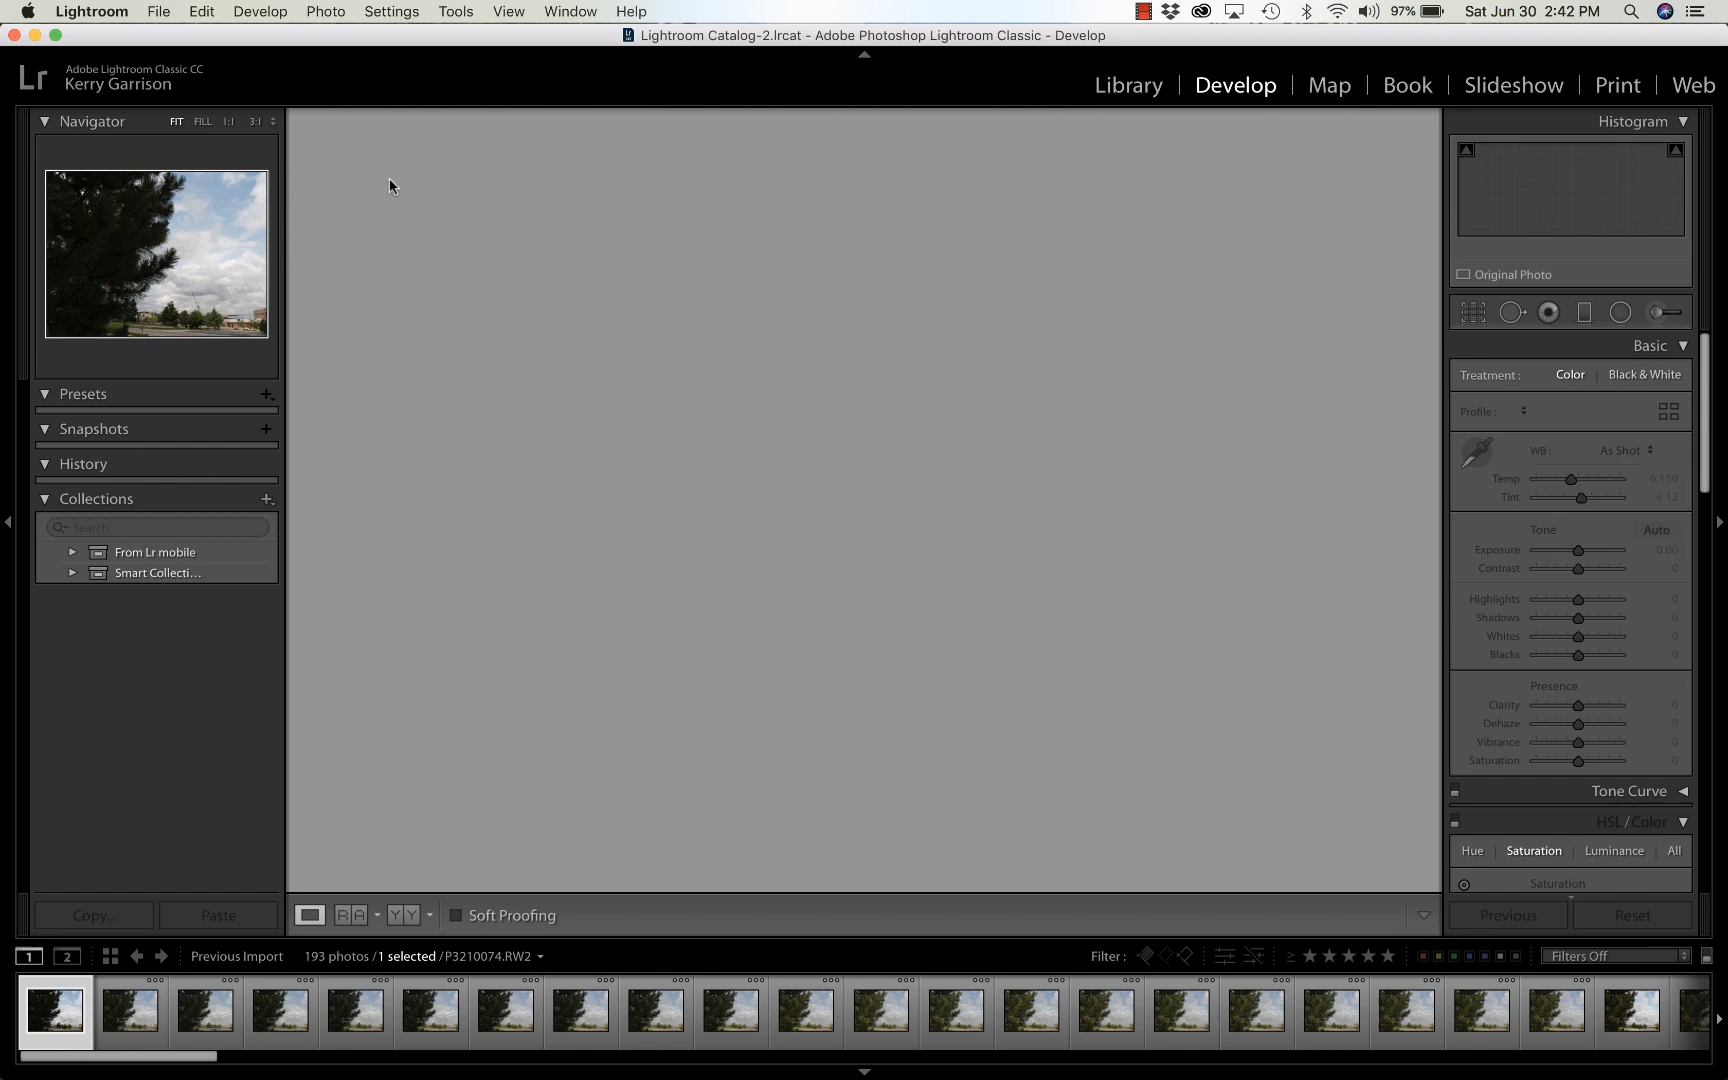 Lightroom File Edit Develop Photo Settings Tools View Window Help 97% Sat Jun 30 2:42 PM
Lightroom Catalog-2.lrcat - Adobe Photoshop Lightroom Classic - Develop
Lr Adobe Lightroom Classic CC
Kerry Garrison
Library | Develop | Map | Book | Slideshow | Print | Web
Navigator FIT FILL 1:1 3:1
Presets
Snapshots
History
Collections
Search
From Lr mobile
Smart Collecti...
Copy... Paste
RA YY Soft Proofing
Histogram
Original Photo
Basic
Treatment : Color | Black & White
Profile :
WB : As Shot
Temp 6,150
Tint + 12
Tone Auto
Exposure 0.00
Contrast 0
Highlights 0
Shadows 0
Whites 0
Blacks 0
Presence
Clarity 0
Dehaze 0
Vibrance 0
Saturation 0
Tone Curve
HSL / Color
Hue | Saturation | Luminance | All
Saturation
Previous Reset
1 2 Previous Import 193 photos / 1 selected / P3210074.RW2 Filter : ≥ ★★★★★ Filters Off